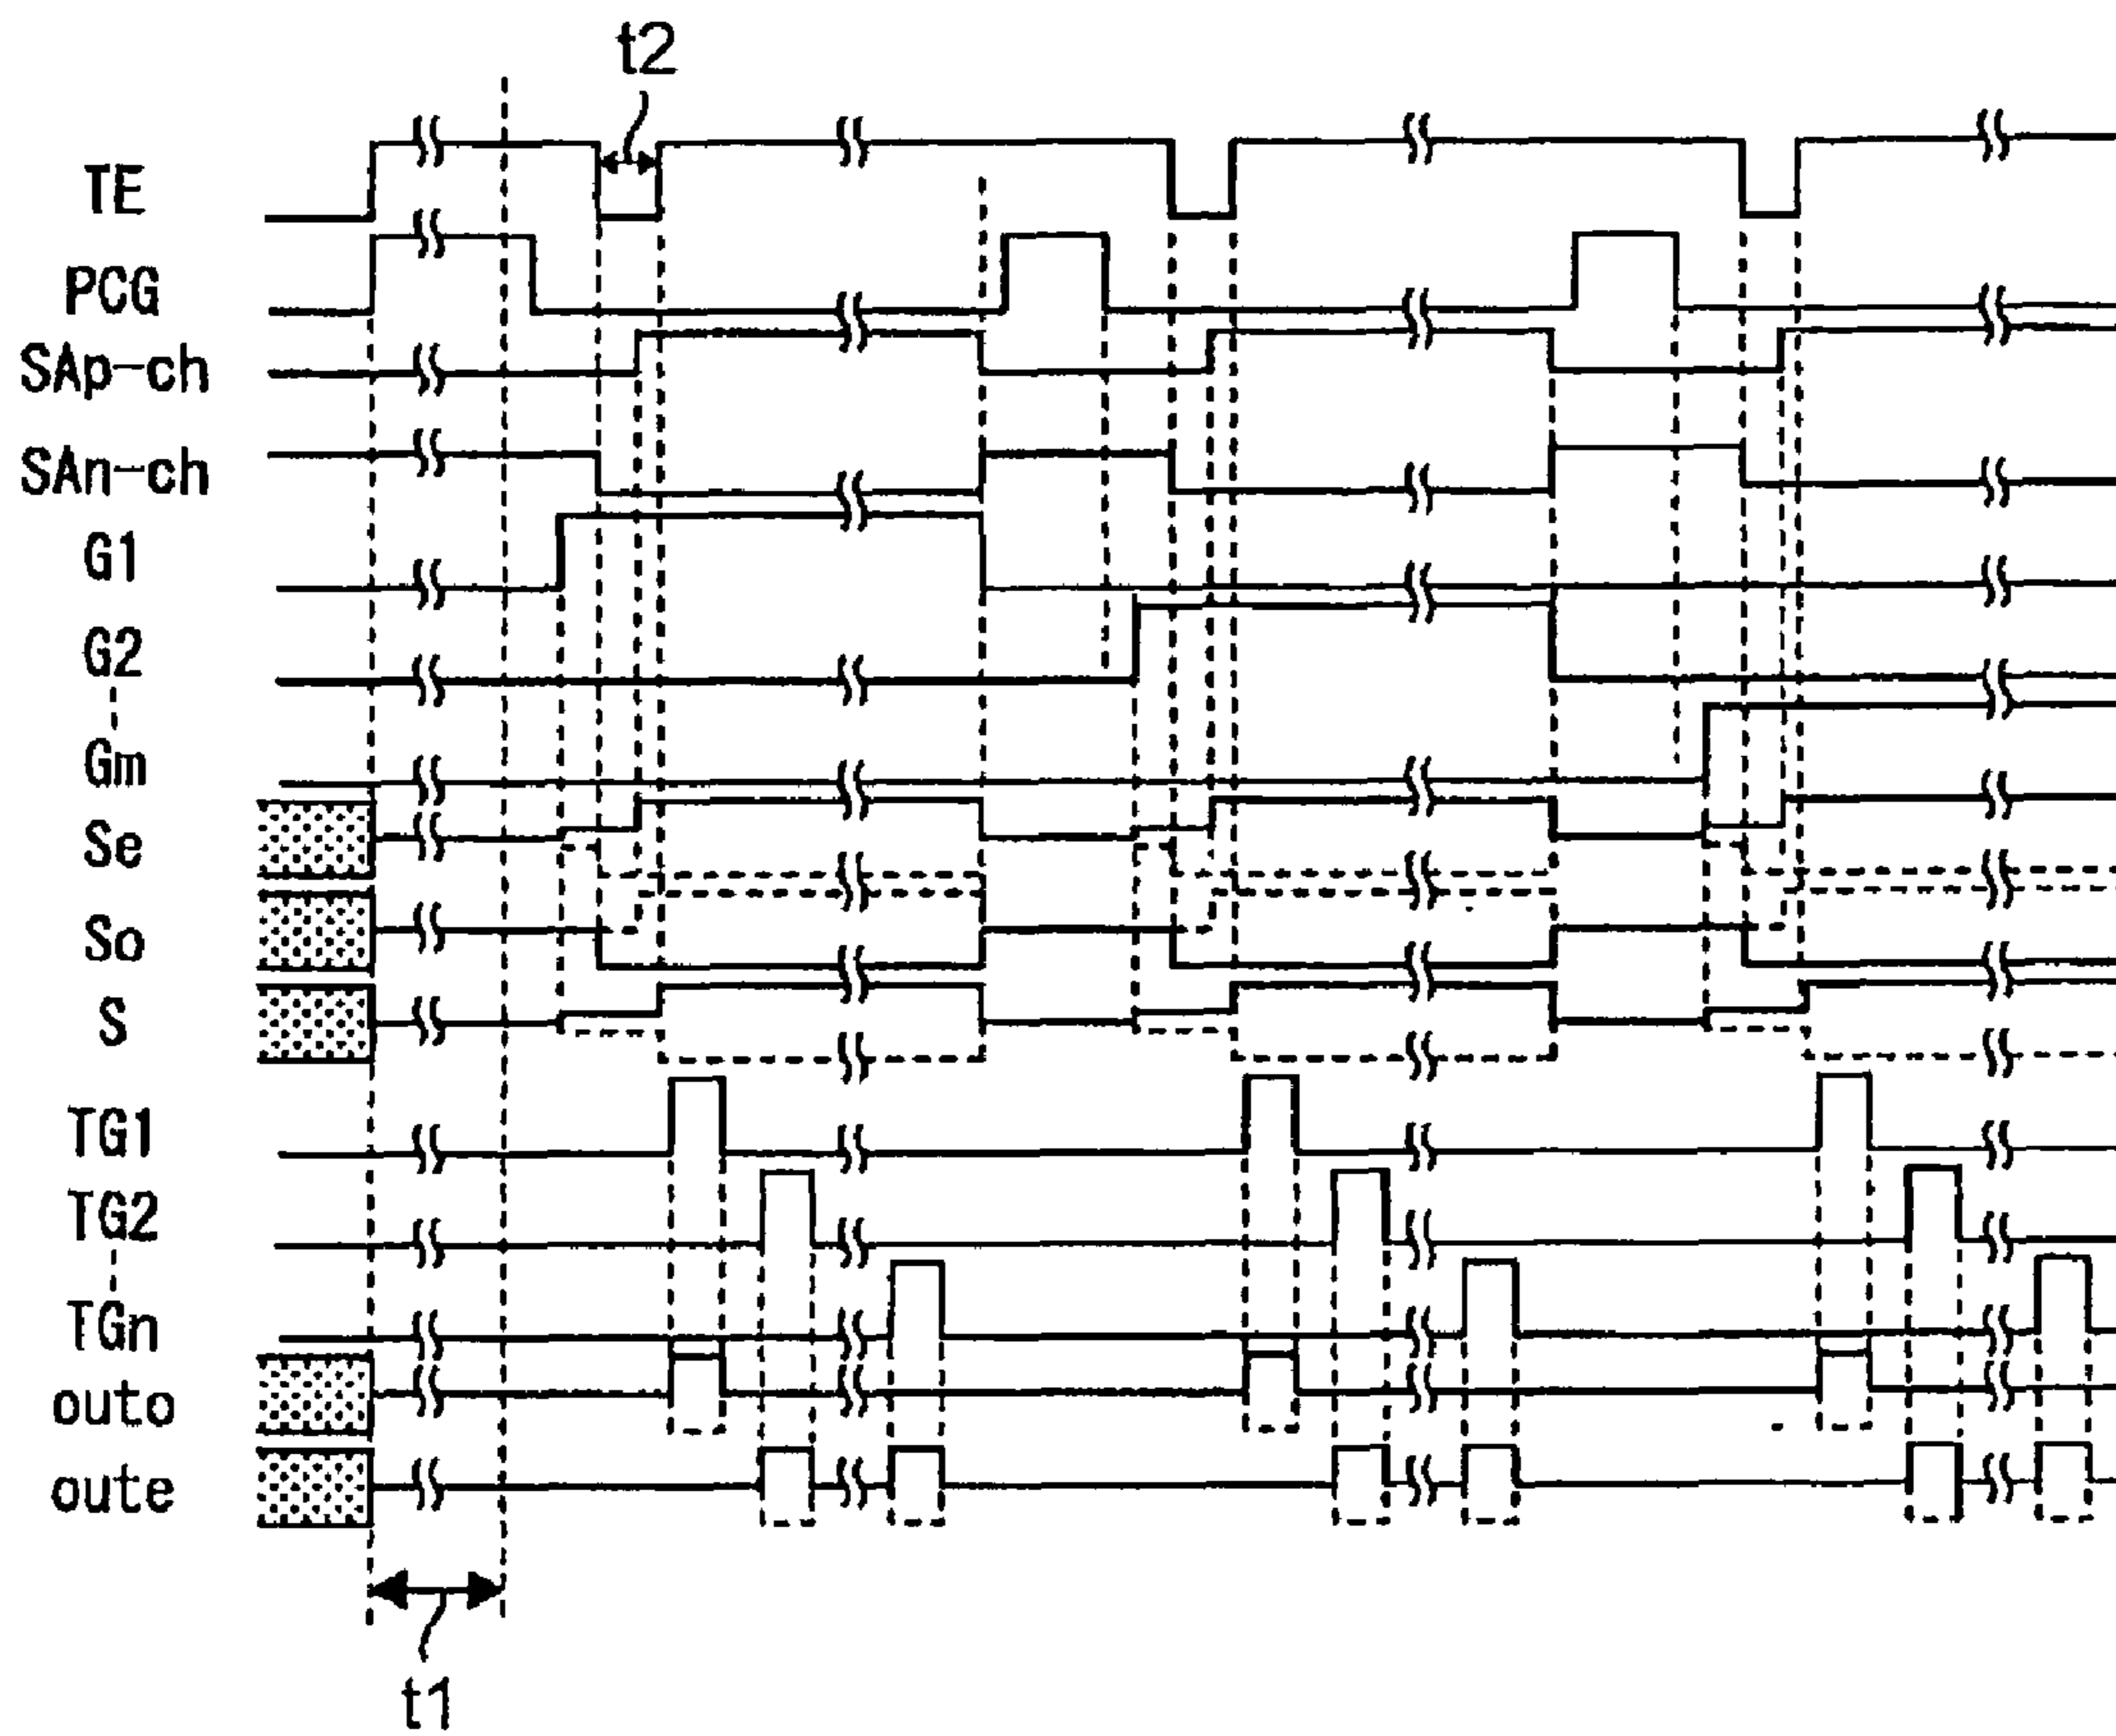 t2
TE
PCG
SAp-ch
SAn-ch
G1
G2
Gm
Se
So
S
TG1
TG2
TGn
outo
oute
t1